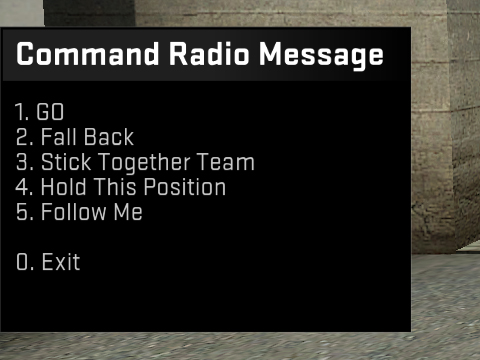 Command Radio Message
1. GO
2. Fall Back
3. Stick Together Team
4. Hold This Position
5. Follow Me
0. Exit